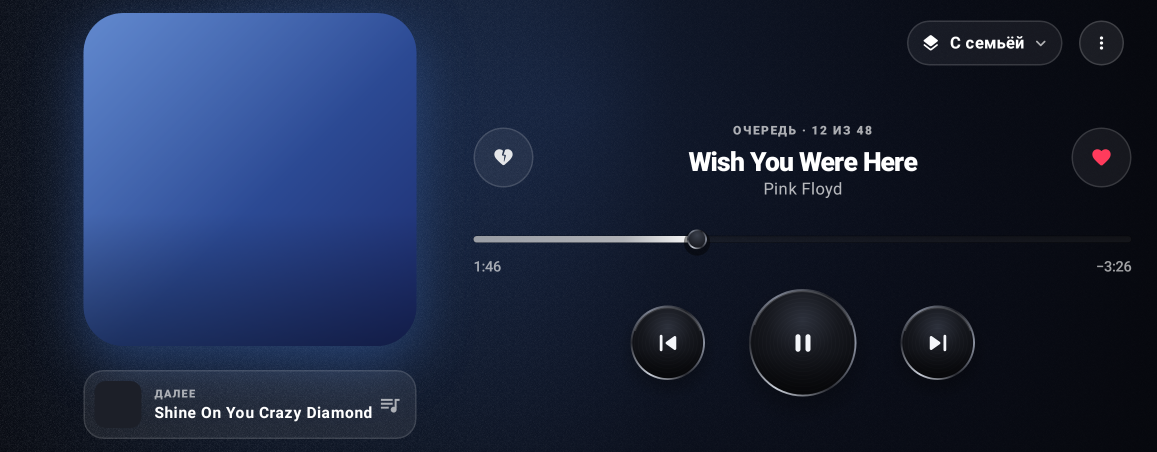 С семьёй
ОЧЕРЕДЬ · 12 ИЗ 48
Wish You Were Here
Pink Floyd
1:46
−3:26
ДАЛЕЕ
Shine On You Crazy Diamond